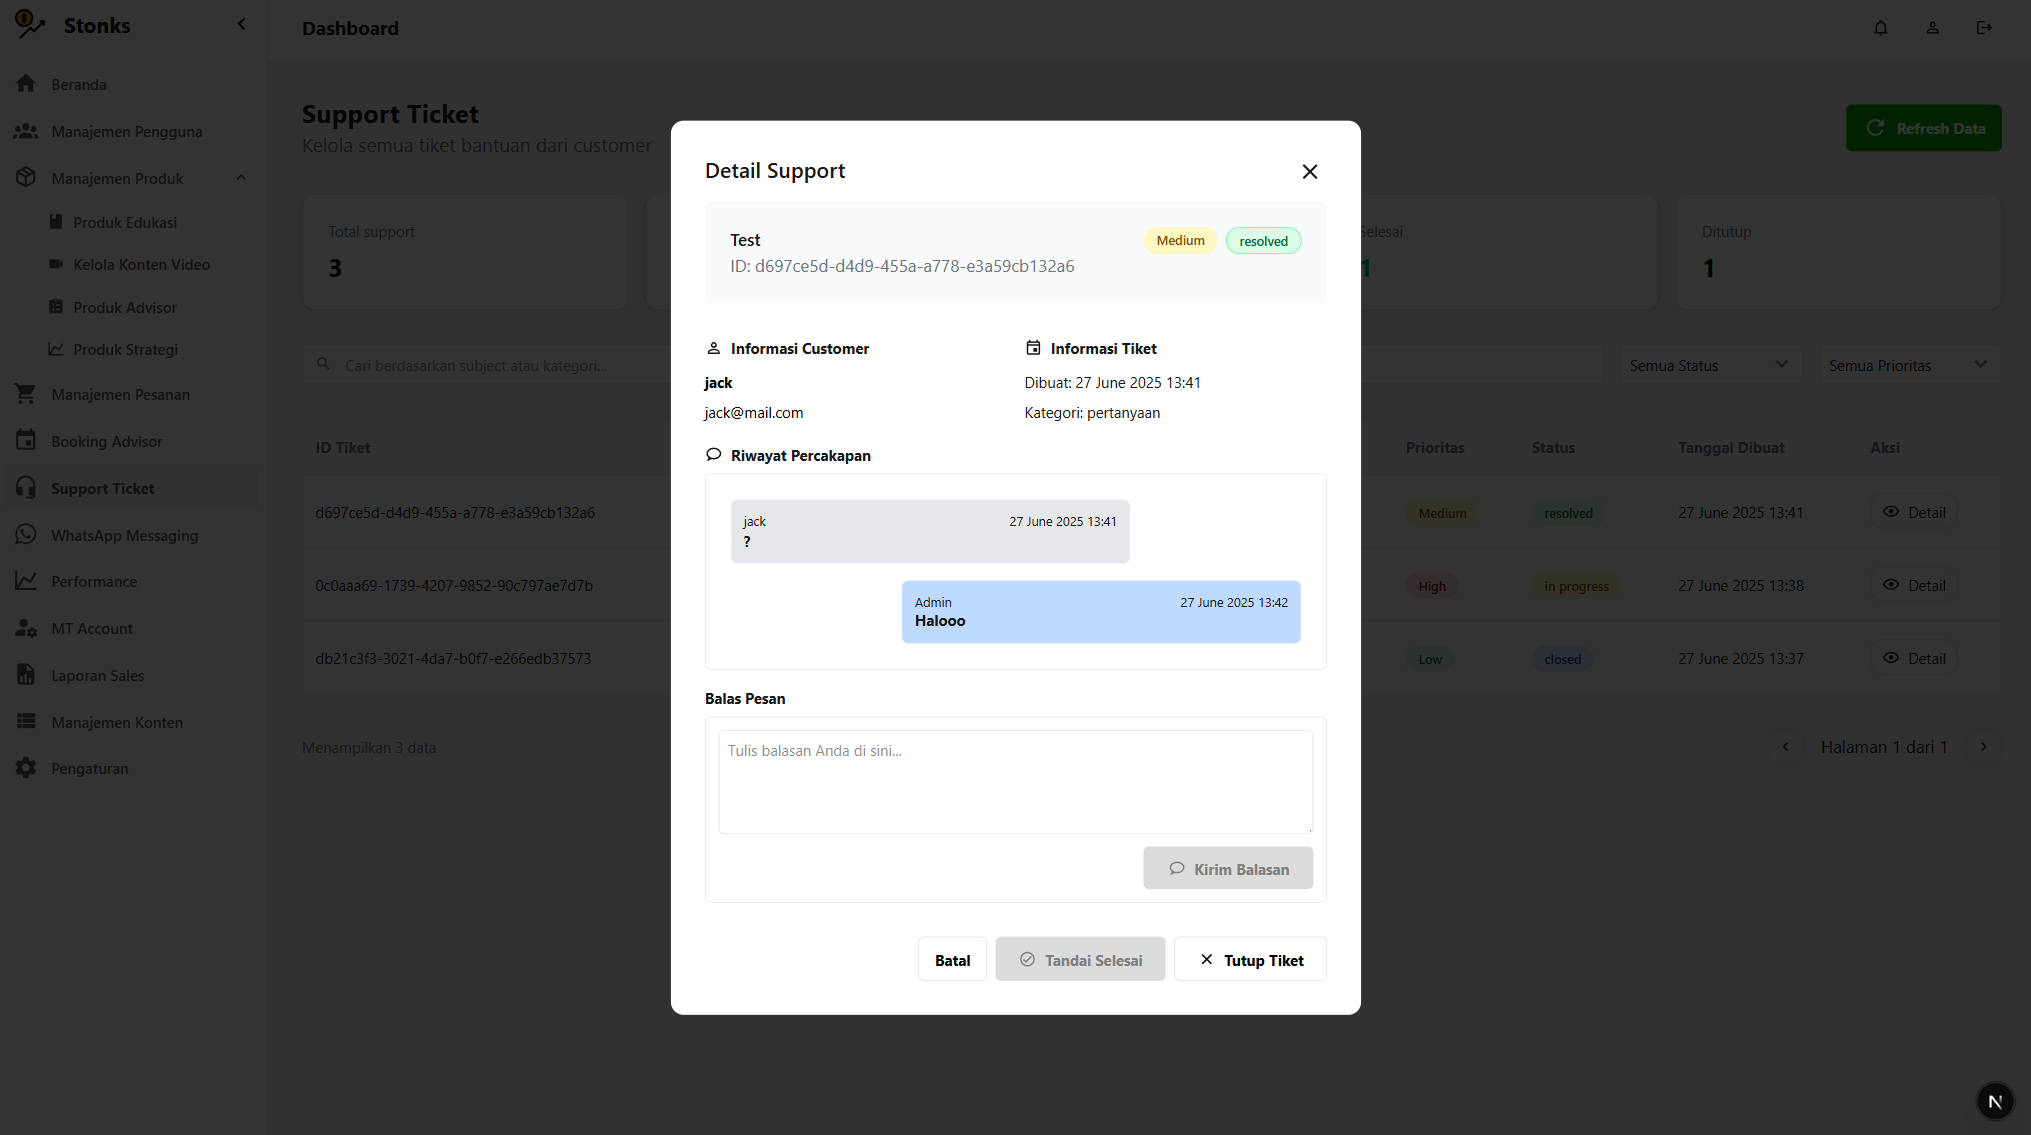 Stonks
Dashboard
Beranda
Manajemen Pengguna
Manajemen Produk
Produk Edukasi
Kelola Konten Video
Produk Advisor
Produk Strategi
Manajemen Pesanan
Booking Advisor
Support Ticket
WhatsApp Messaging
Performance
MT Account
Laporan Sales
Manajemen Konten
Pengaturan
Support Ticket
Kelola semua tiket bantuan dari customer
Refresh Data
Total support
3
Selesai
1
Ditutup
1
Cari berdasarkan subject atau kategori...
Semua Status
Semua Prioritas
ID Tiket
Prioritas
Status
Tanggal Dibuat
Aksi
d697ce5d-d4d9-455a-a778-e3a59cb132a6
Medium
resolved
27 June 2025 13:41
Detail
0c0aaa69-1739-4207-9852-90c797ae7d7b
High
in progress
27 June 2025 13:38
Detail
db21c3f3-3021-4da7-b0f7-e266edb37573
Low
closed
27 June 2025 13:37
Detail
Menampilkan 3 data
Halaman 1 dari 1
Detail Support
Test
Medium
resolved
ID: d697ce5d-d4d9-455a-a778-e3a59cb132a6
Informasi Customer
jack
jack@mail.com
Informasi Tiket
Dibuat: 27 June 2025 13:41
Kategori: pertanyaan
Riwayat Percakapan
jack
27 June 2025 13:41
?
Admin
27 June 2025 13:42
Halooo
Balas Pesan
Tulis balasan Anda di sini...
Kirim Balasan
Batal
Tandai Selesai
Tutup Tiket
N